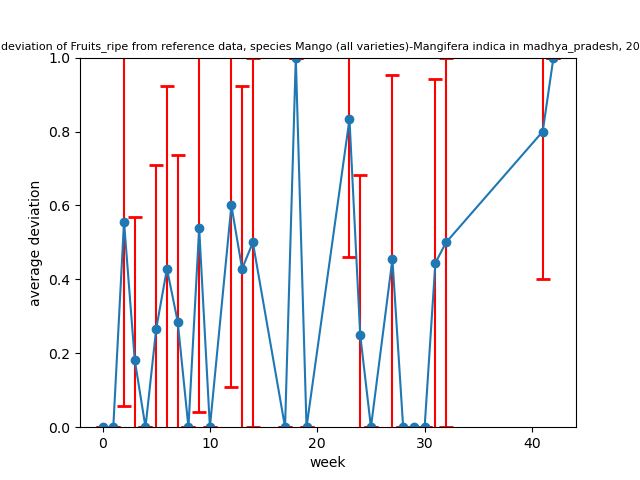 deviation of Fruits_ripe from reference data, species Mango (all varieties)-Mangifera indica in madhya_pradesh, 20
1.0
0.8
0.6
0.4
0.2
0.0
average deviation
0 10 20 30 40
week